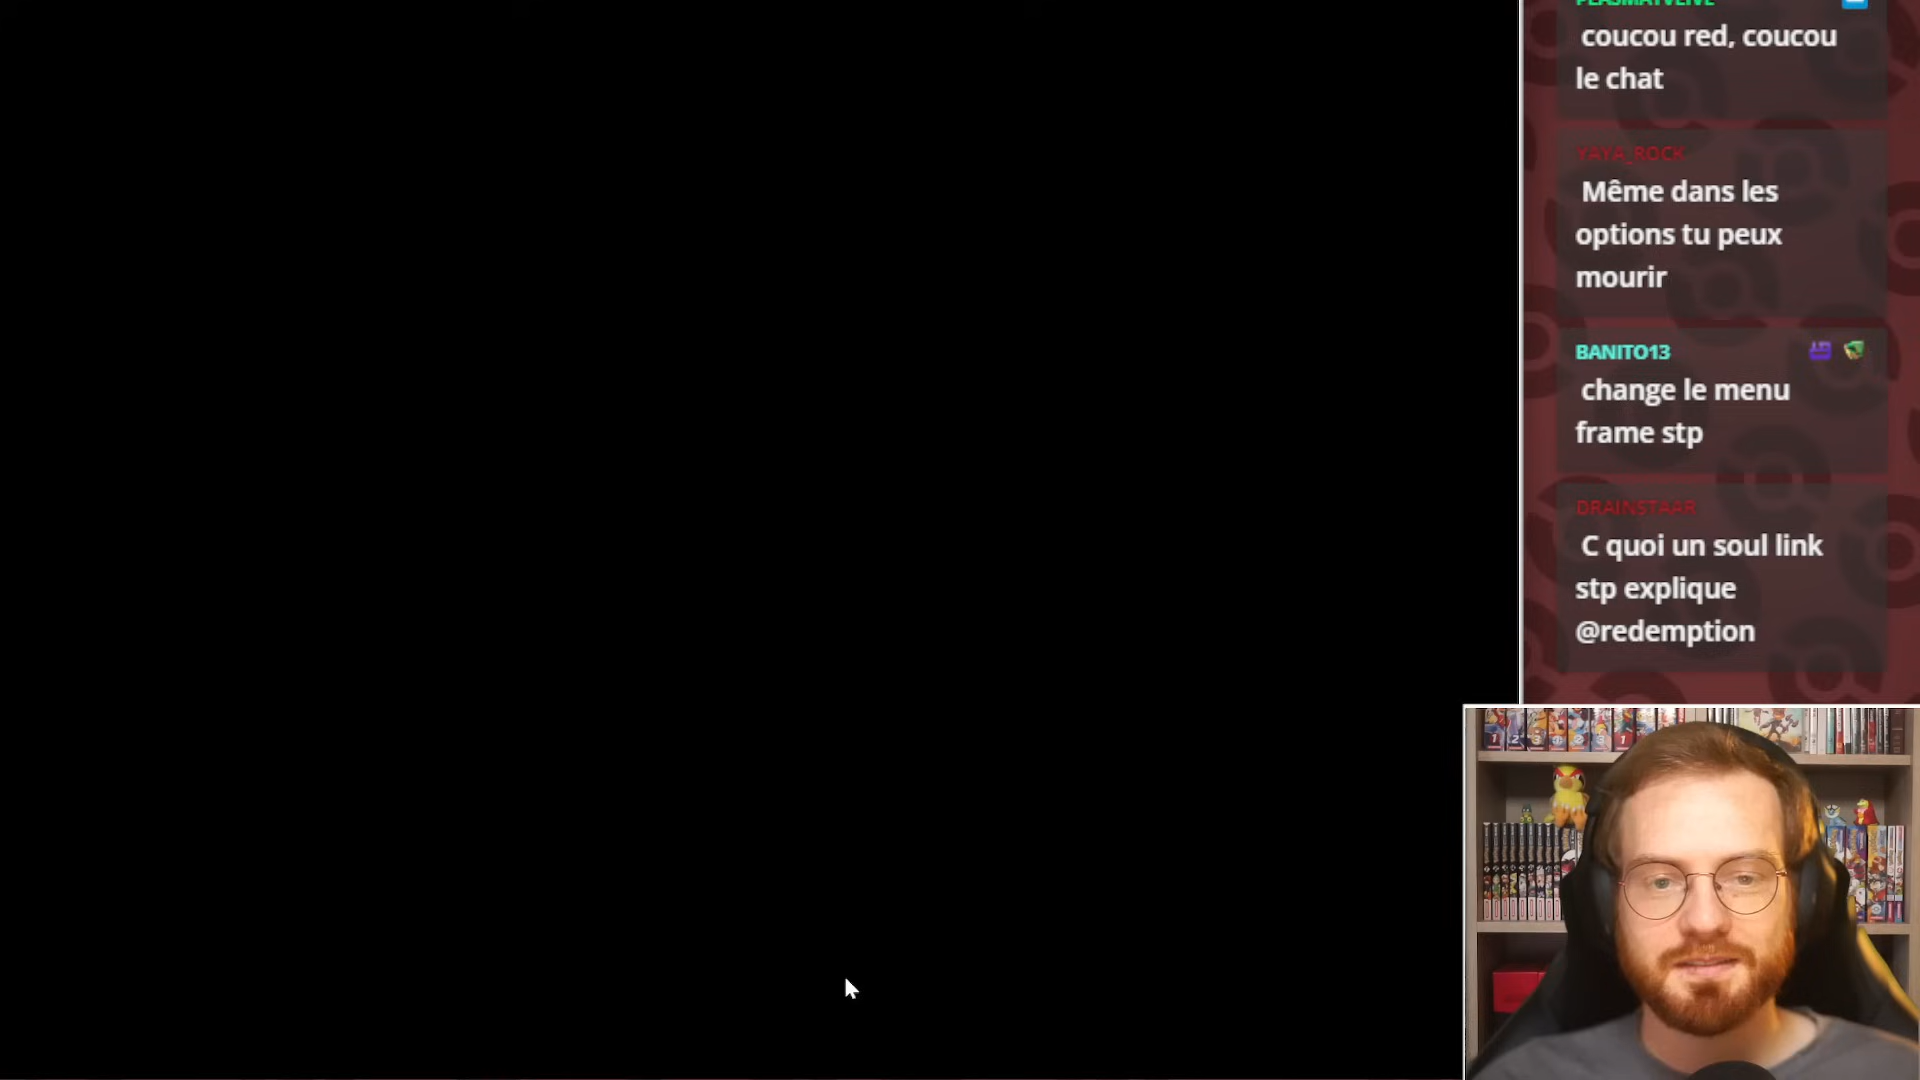 coucou red, coucou
le chat
YAYA_ROCK
Même dans les
options tu peux
mourir
BANITO13
change le menu
frame stp
DRAINSTAAR
C quoi un soul link
stp explique
@redemption